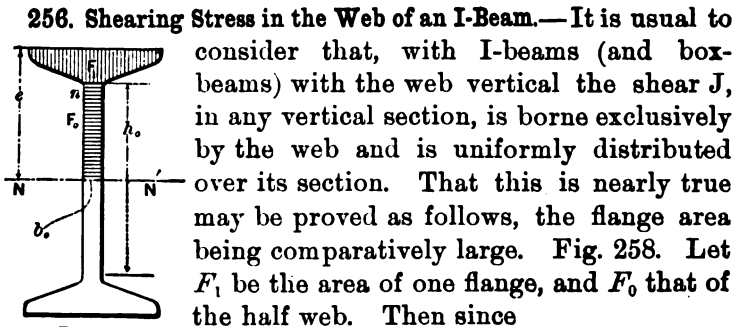 256. Shearing Stress in the Web of an I-Beam.—It is usual to
consider that, with I-beams (and box-
beams) with the web vertical the shear J,
in any vertical section, is borne exclusively
by the web and is uniformly distributed
over its section. That this is nearly true
may be proved as follows, the flange area
being comparatively large. Fig. 258. Let
F₁ be the area of one flange, and F₀ that of
the half web. Then since
F
e
n
F₀
h₀
N
N'
b₀